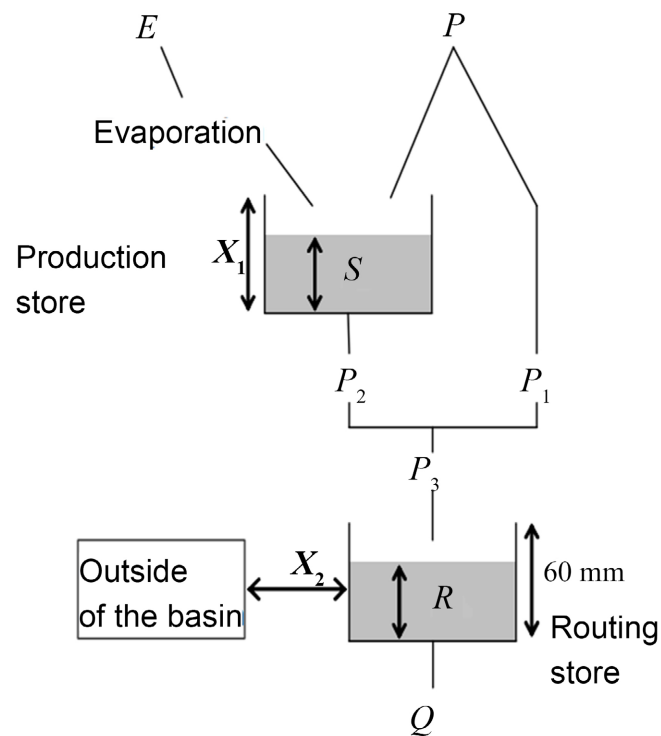 E
P
Evaporation
Production
store
X₁
S
P₂
P₁
P₃
Outside
of the basin
X₂
R
60 mm
Routing
store
Q